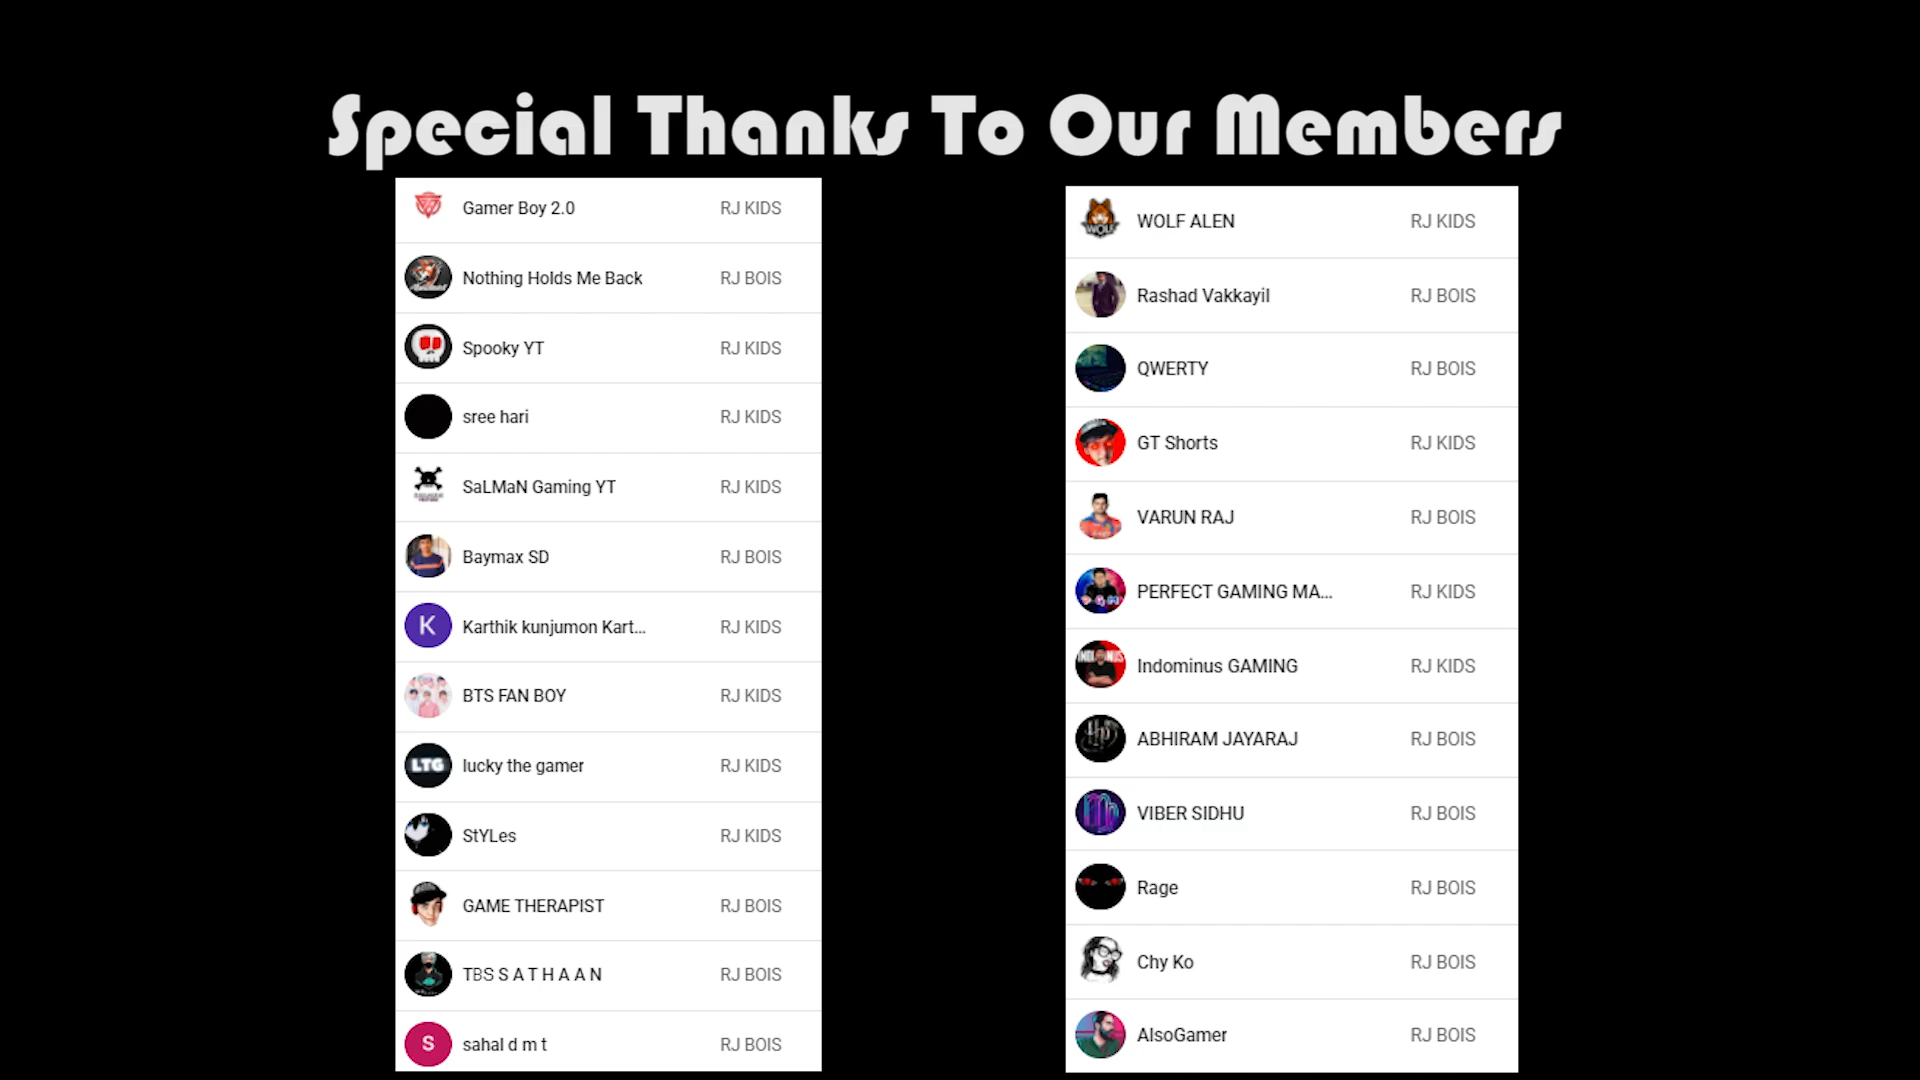 Special Thanks To Our Members
Gamer Boy 2.0 RJ KIDS
Nothing Holds Me Back RJ BOIS
Spooky YT RJ KIDS
sree hari RJ KIDS
SaLMaN Gaming YT RJ KIDS
Baymax SD RJ BOIS
K Karthik kunjumon Kart... RJ KIDS
BTS FAN BOY RJ KIDS
LTG lucky the gamer RJ KIDS
StYLes RJ KIDS
GAME THERAPIST RJ BOIS
TBS S A T H A A N RJ BOIS
S sahal d m t RJ BOIS
WOLF WOLF ALEN RJ KIDS
Rashad Vakkayil RJ BOIS
QWERTY RJ BOIS
GT Shorts RJ KIDS
VARUN RAJ RJ BOIS
PERFECT GAMING MA... RJ KIDS
Indominus GAMING RJ KIDS
ABHIRAM JAYARAJ RJ BOIS
VIBER SIDHU RJ BOIS
Rage RJ BOIS
Chy Ko RJ BOIS
AlsoGamer RJ BOIS